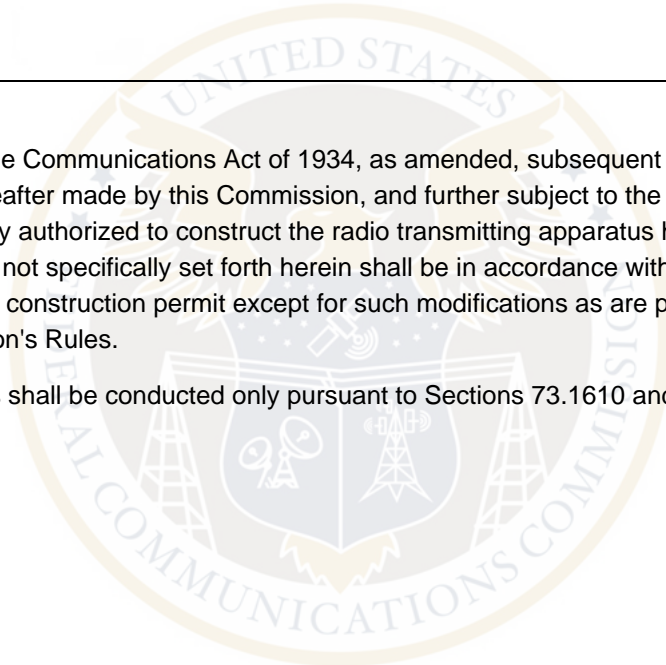 UNITED STATES
FEDERAL COMMUNICATIONS COMMISSION
e Communications Act of 1934, as amended, subsequent
eafter made by this Commission, and further subject to the
y authorized to construct the radio transmitting apparatus h
not specifically set forth herein shall be in accordance with
construction permit except for such modifications as are p
on's Rules.
s shall be conducted only pursuant to Sections 73.1610 and